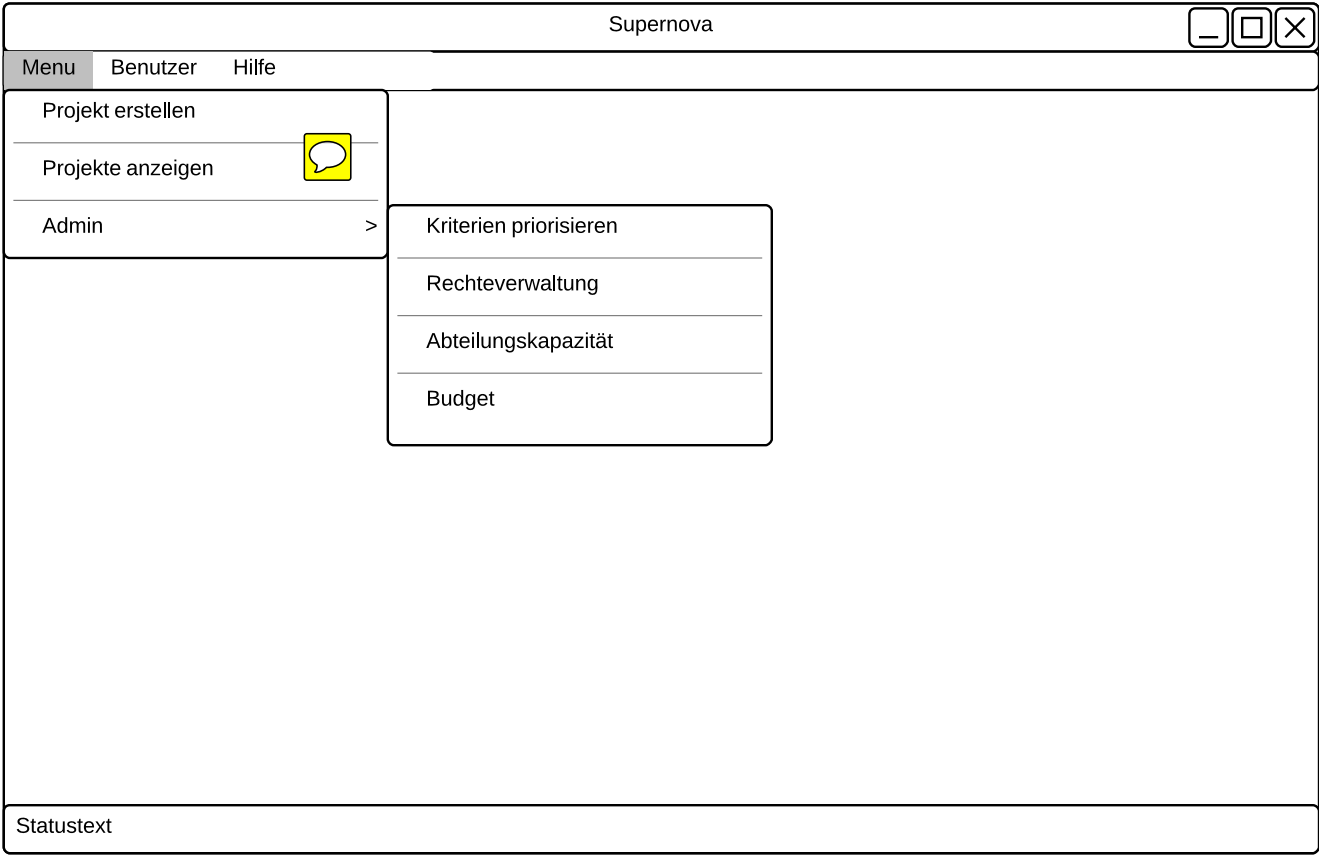 Supernova
Menu Benutzer Hilfe
Projekt erstellen
Projekte anzeigen
Admin >
Kriterien priorisieren
Rechteverwaltung
Abteilungskapazität
Budget
Statustext